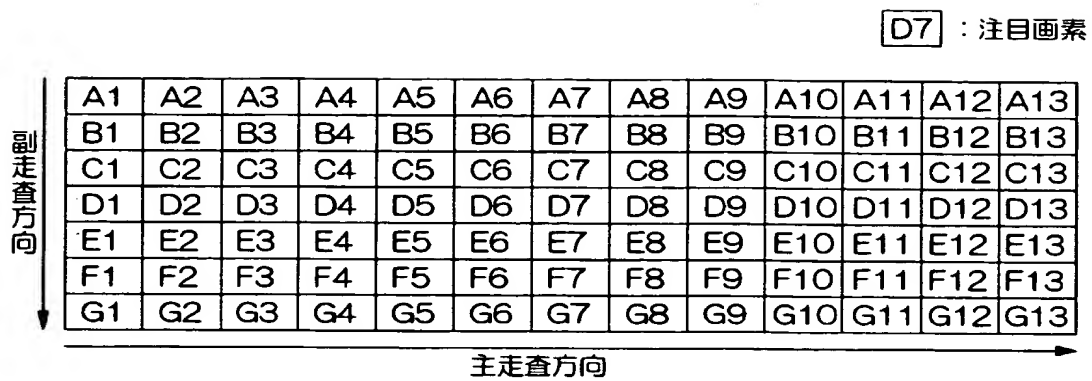 D7 :注目画素
副走査方向
A1 A2 A3 A4 A5 A6 A7 A8 A9 A10 A11 A12 A13
B1 B2 B3 B4 B5 B6 B7 B8 B9 B10 B11 B12 B13
C1 C2 C3 C4 C5 C6 C7 C8 C9 C10 C11 C12 C13
D1 D2 D3 D4 D5 D6 D7 D8 D9 D10 D11 D12 D13
E1 E2 E3 E4 E5 E6 E7 E8 E9 E10 E11 E12 E13
F1 F2 F3 F4 F5 F6 F7 F8 F9 F10 F11 F12 F13
G1 G2 G3 G4 G5 G6 G7 G8 G9 G10 G11 G12 G13
主走査方向